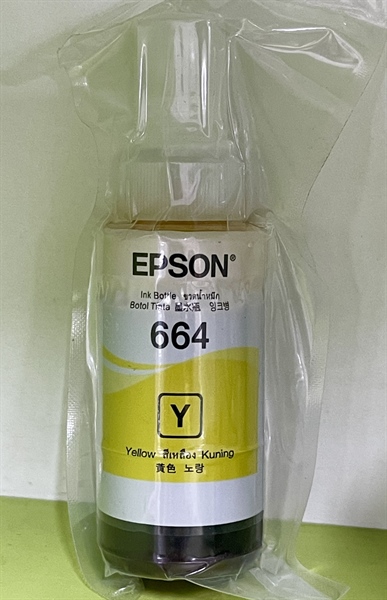 EPSON®
Ink Bottle ขวดน้ำหมึก
Botol Tinta 墨水瓶 잉크병
664
Y
Yellow สีเหลือง Kuning
黃色 노랑